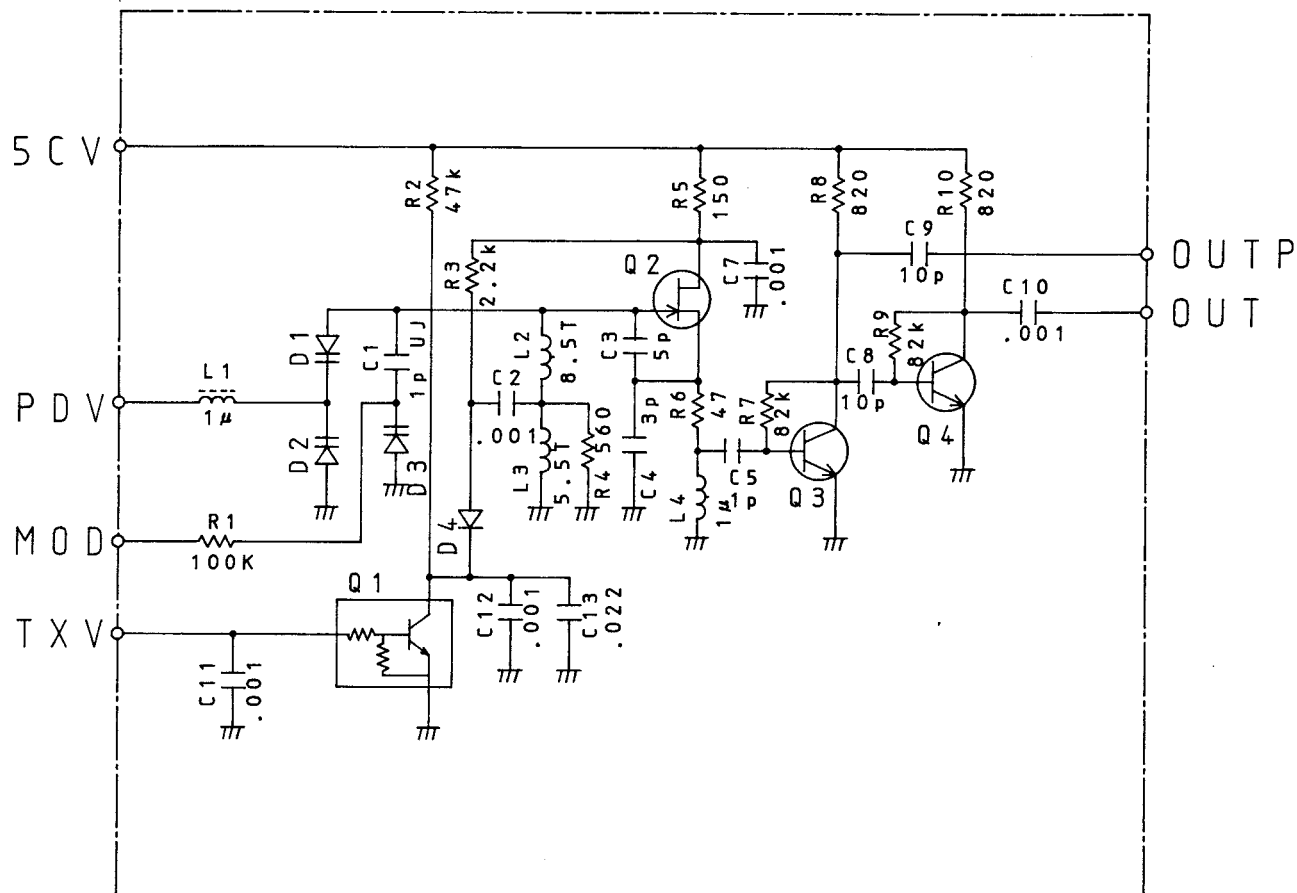 5CV
R2
47k
R5
150
R8
820
R10
820
C9
10p
OUTP
R3
2.2k
Q2
C7
.001
C10
.001
OUT
D1
C1
1p UJ
L2
8.5T
C3
5p
R9
82k
C8
10p
L1
1μ
PDV
C2
.001
R6
47
R7
82k
Q4
D2
D3
L3
5.5T
R4 560
3p
C4
C5
1p
L4
1μ
Q3
MOD
R1
100K
D4
Q1
TXV
C11
.001
C12
.001
C13
.022